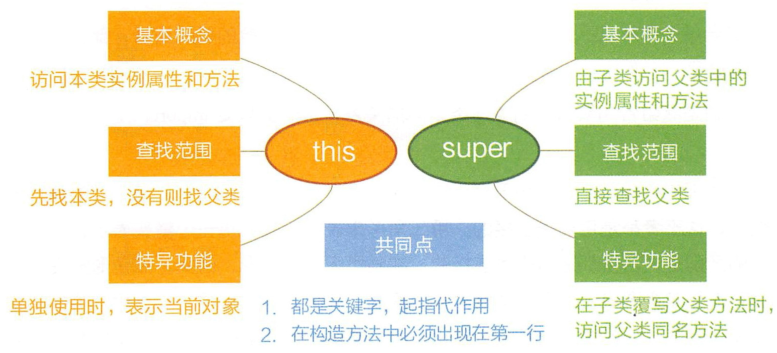 基本概念
访问本类实例属性和方法
查找范围
先找本类，没有则找父类
特异功能
单独使用时，表示当前对象
this
super
共同点
1. 都是关键字，起指代作用
2. 在构造方法中必须出现在第一行
基本概念
由子类访问父类中的
实例属性和方法
查找范围
直接查找父类
特异功能
在子类覆写父类方法时，
访问父类同名方法